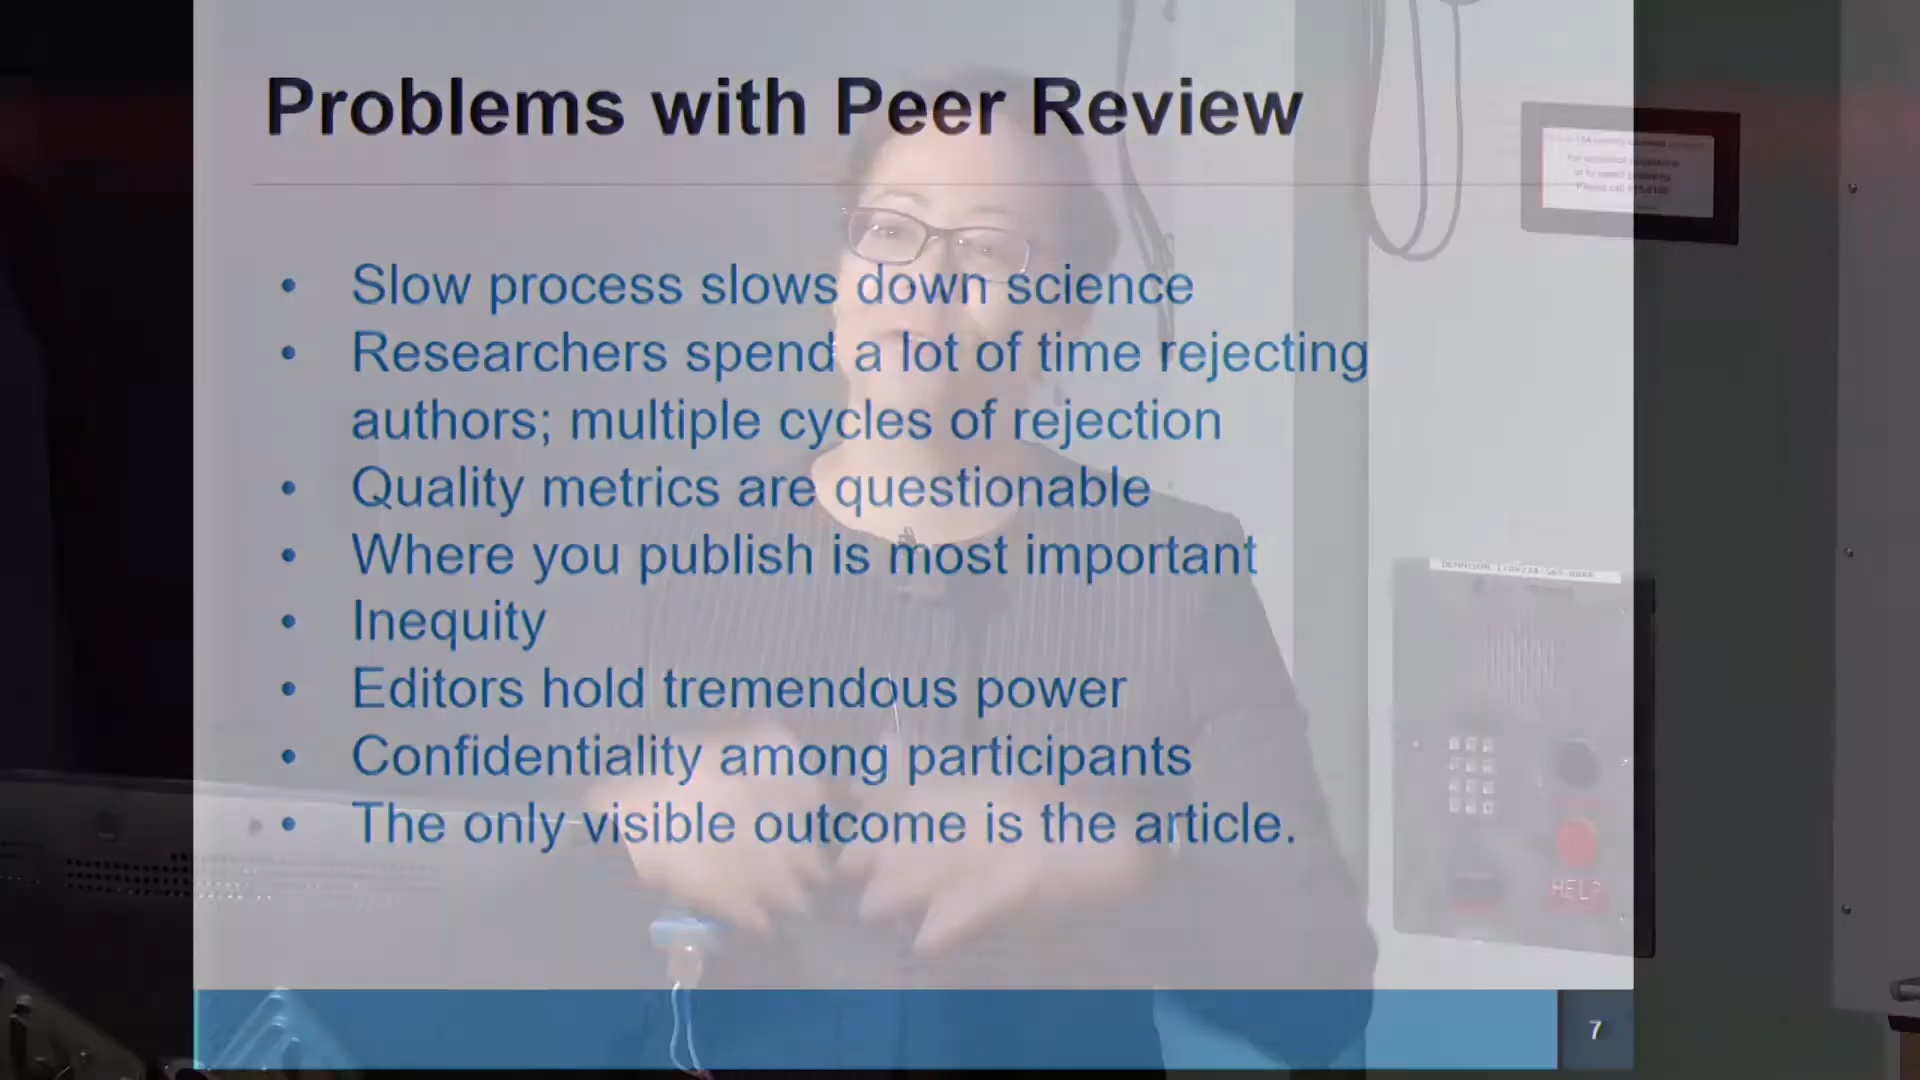 Problems with Peer Review
• Slow process slows down science
• Researchers spend a lot of time rejecting
authors; multiple cycles of rejection
• Quality metrics are questionable
• Where you publish is most important
• Inequity
• Editors hold tremendous power
• Confidentiality among participants
• The only visible outcome is the article.
HELP
7